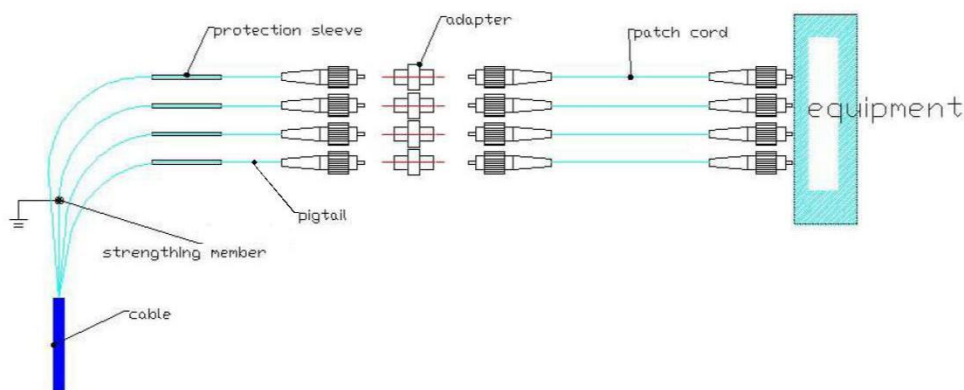 protection sleeve
adapter
patch cord
equipment
pigtail
strengthing member
cable